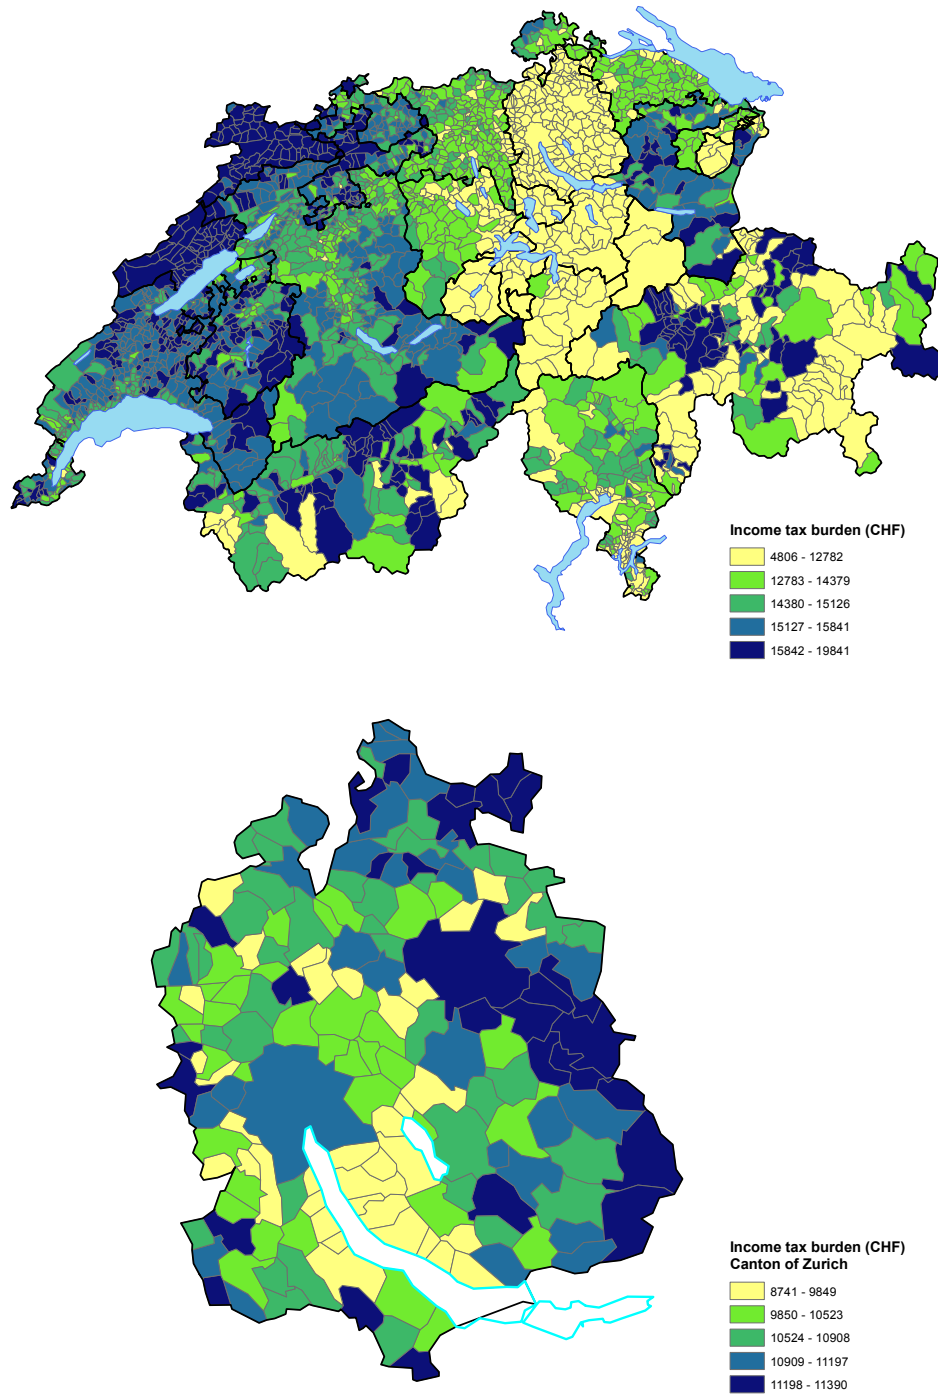 Income tax burden (CHF)
4806 - 12782
12783 - 14379
14380 - 15126
15127 - 15841
15842 - 19841
Income tax burden (CHF)
Canton of Zurich
8741 - 9849
9850 - 10523
10524 - 10908
10909 - 11197
11198 - 11390